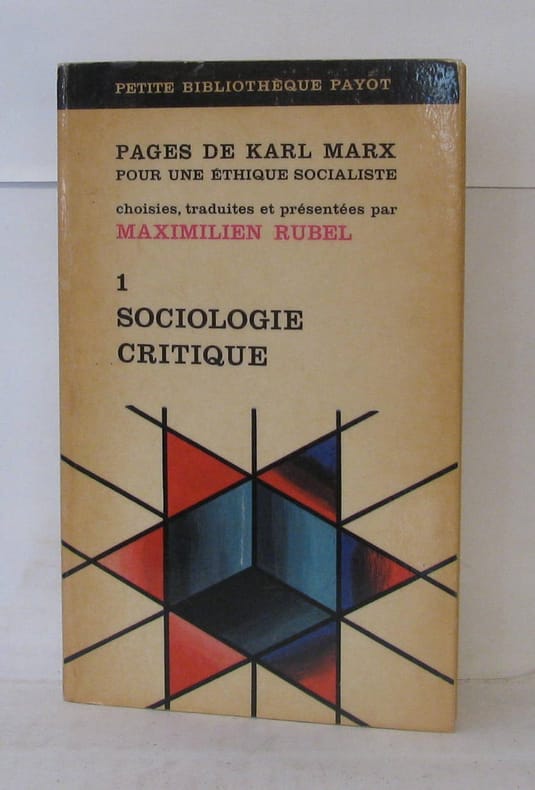 PETITE BIBLIOTHÈQUE PAYOT
PAGES DE KARL MARX
POUR UNE ÉTHIQUE SOCIALISTE
choisies, traduites et présentées par
MAXIMILIEN RUBEL
1
SOCIOLOGIE
CRITIQUE